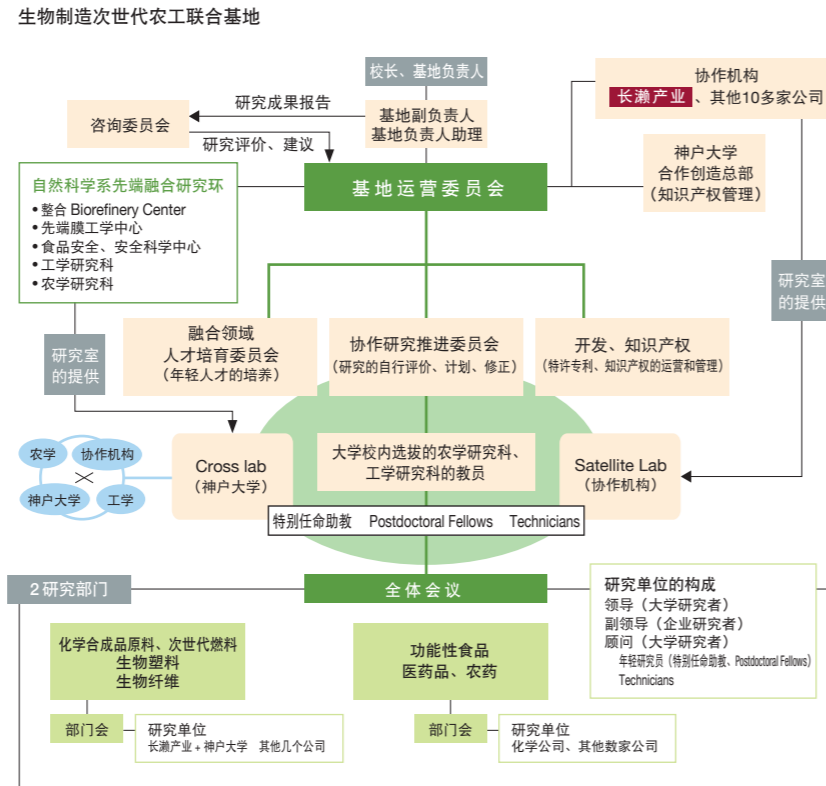 生物制造次世代农工联合基地
校长、基地负责人
研究成果报告
咨询委员会
研究评价、建议
基地副负责人
基地负责人助理
协作机构
长濑产业、其他10多家公司
基地运营委员会
神户大学
合作创造总部
（知识产权管理）
自然科学系先端融合研究环
• 整合 Biorefinery Center
• 先端膜工学中心
• 食品安全、安全科学中心
• 工学研究科
• 农学研究科
研究室
的提供
研究室
的提供
融合领域
人才培育委员会
（年轻人才的培养）
协作研究推进委员会
（研究的自行评价、计划、修正）
开发、知识产权
（特许专利、知识产权的运营和管理）
农学
协作机构
神户大学
工学
Cross lab
（神户大学）
大学校内选拔的农学研究科、
工学研究科的教员
Satellite Lab
（协作机构）
特别任命助教 Postdoctoral Fellows Technicians
2 研究部门
全体会议
研究单位的构成
领导（大学研究者）
副领导（企业研究者）
顾问（大学研究者）
年轻研究员（特别任命助教、Postdoctoral Fellows）
Technicians
化学合成品原料、次世代燃料
生物塑料
生物纤维
功能性食品
医药品、农药
部门会
研究单位
长濑产业 + 神户大学 其他几个公司
部门会
研究单位
化学公司、其他数家公司